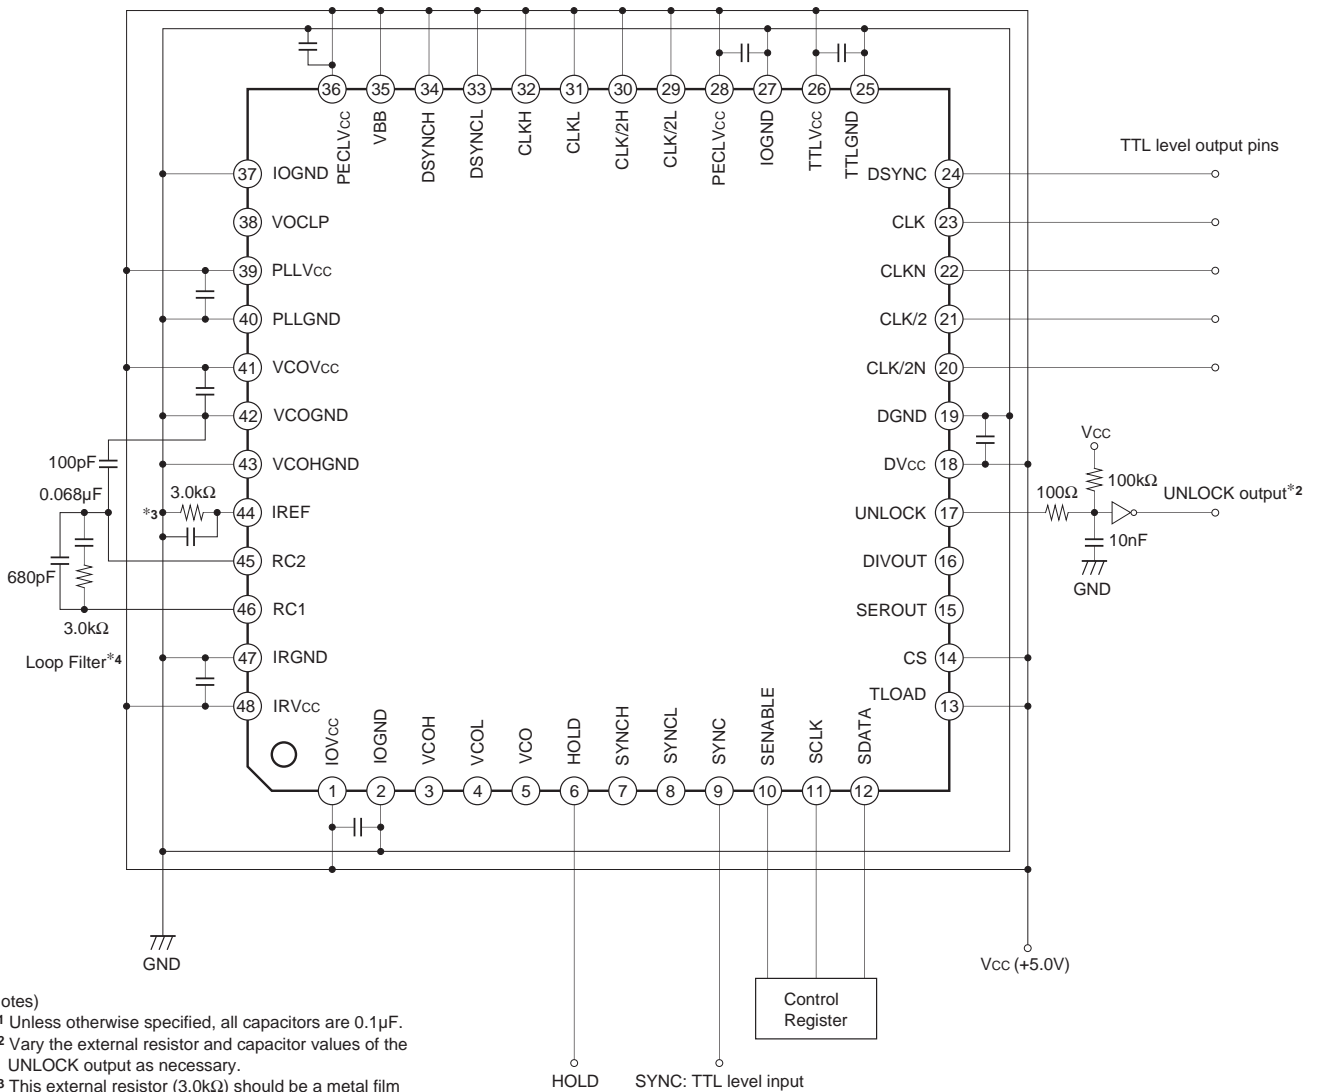 36 35 34 33 32 31 30 29 28 27 26 25
PECLVcc
VBB
DSYNCH
DSYNCL
CLKH
CLKL
CLK/2H
CLK/2L
PECLVcc
IOGND
TTLVcc
TTLGND
TTL level output pins
37 IOGND
38 VOCLP
39 PLLVcc
40 PLLGND
41 VCOVcc
42 VCOGND
43 VCOHGND
44 IREF
45 RC2
46 RC1
47 IRGND
48 IRVcc
100pF
0.068µF
*3
3.0kΩ
680pF
3.0kΩ
Loop Filter*4
DSYNC 24
CLK 23
CLKN 22
CLK/2 21
CLK/2N 20
DGND 19
DVcc 18
UNLOCK 17
DIVOUT 16
SEROUT 15
CS 14
TLOAD 13
Vcc
100kΩ
100Ω
UNLOCK output*2
10nF
GND
IOVcc
IOGND
VCOH
VCOL
VCO
HOLD
SYNCH
SYNCL
SYNC
SENABLE
SCLK
SDATA
1 2 3 4 5 6 7 8 9 10 11 12
GND
Vcc (+5.0V)
Control
Register
HOLD
SYNC: TTL level input
otes)
1 Unless otherwise specified, all capacitors are 0.1µF.
2 Vary the external resistor and capacitor values of the
UNLOCK output as necessary.
3 This external resistor (3.0kΩ) should be a metal film